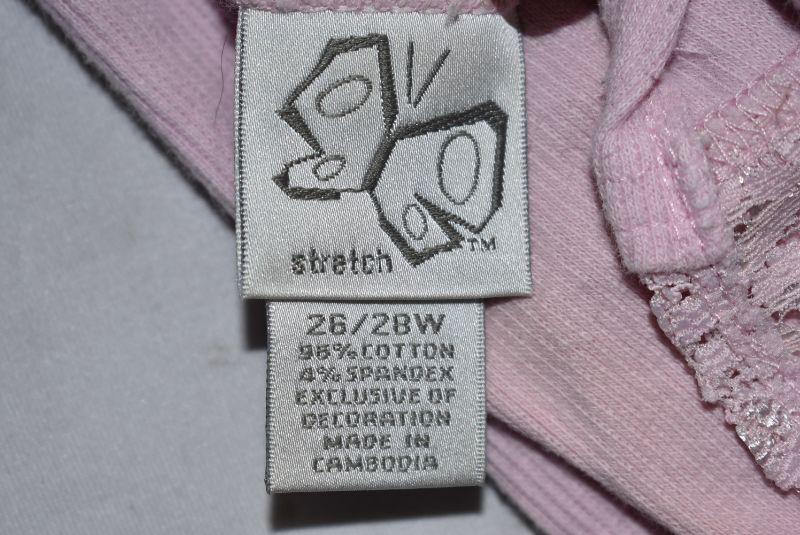 stretch TM
26/28W
96% COTTON
4% SPANDEX
EXCLUSIVE OF
DECORATION
MADE IN
CAMBODIA